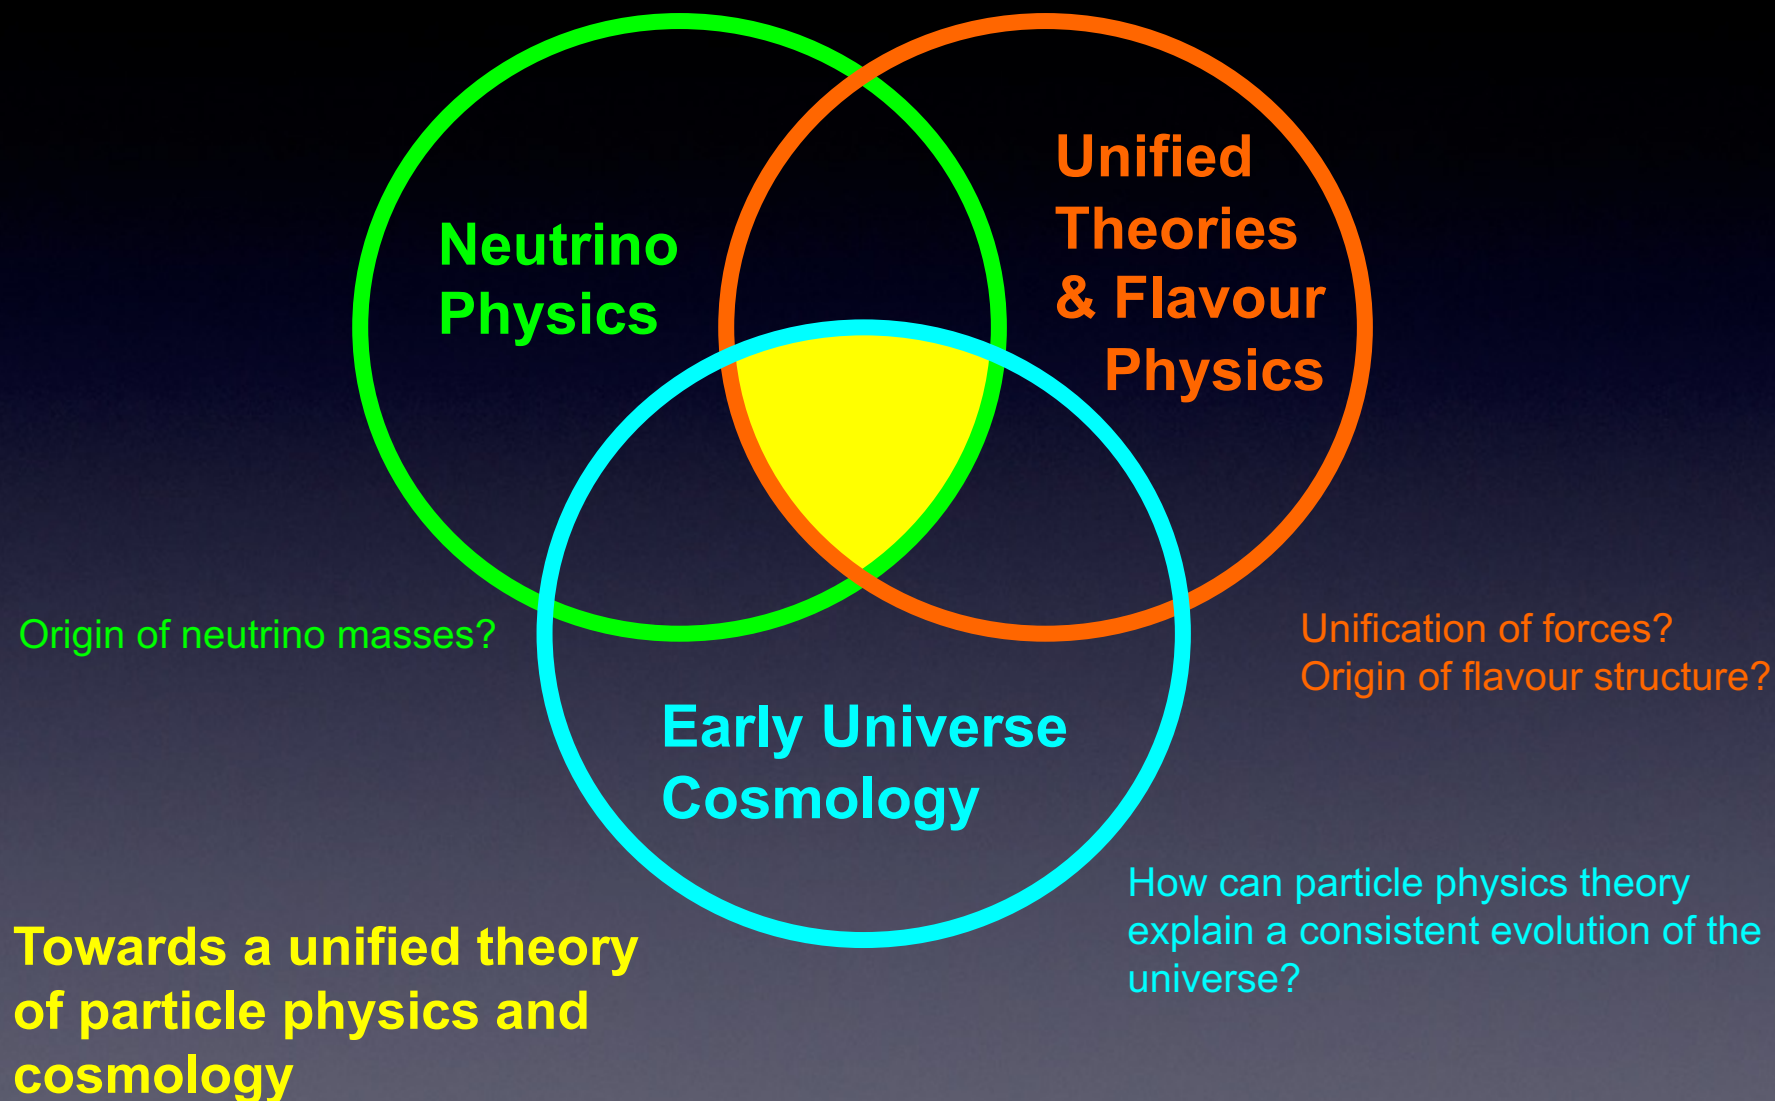 Neutrino
Physics
Unified
Theories
& Flavour
Physics
Origin of neutrino masses?
Unification of forces?
Origin of flavour structure?
Early Universe
Cosmology
How can particle physics theory
explain a consistent evolution of the
universe?
Towards a unified theory
of particle physics and
cosmology